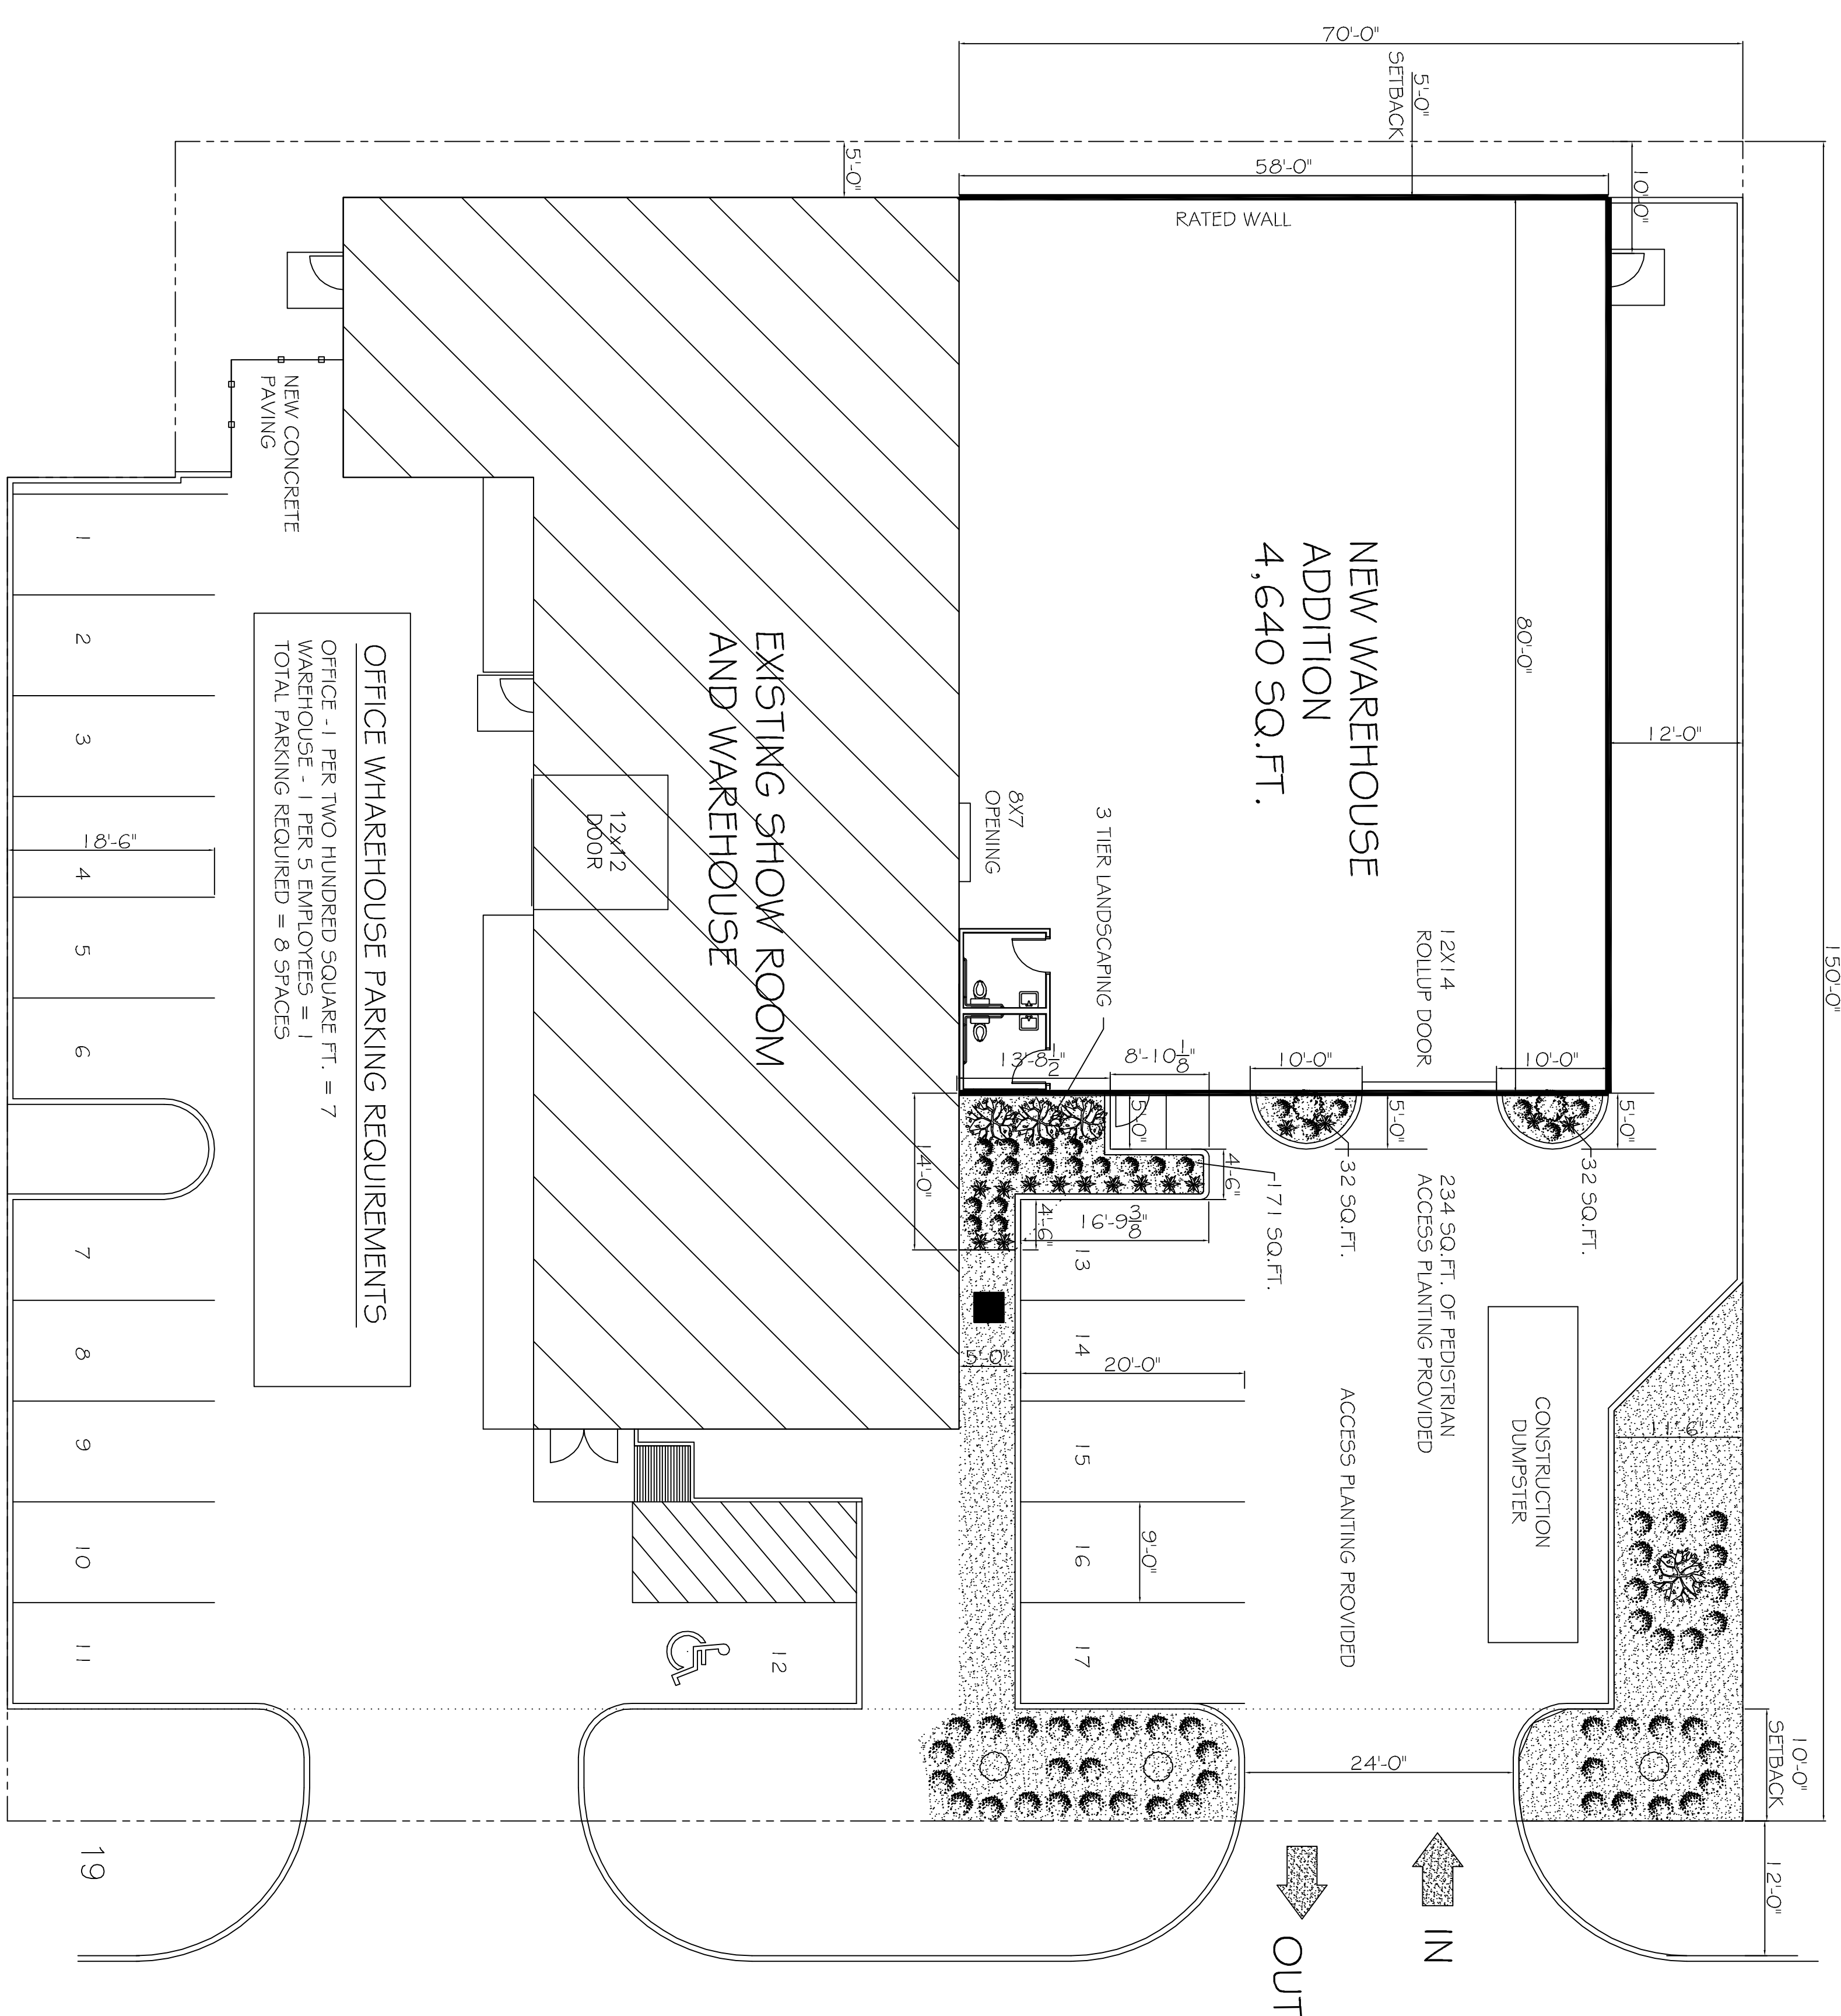 70'-0"
5'-0"
SETBACK
5'-0"
58'-0"
10'-0"
RATED WALL
NEW CONCRETE
PAVING
80'-0"
12'-0"
150'-0"
NEW WAREHOUSE
ADDITION
4,640 SQ.FT.
EXISTING SHOW ROOM
AND WAREHOUSE
12x12
DOOR
8X7
OPENING
3 TIER LANDSCAPING
12X14
ROLLUP DOOR
OFFICE WHAREHOUSE PARKING REQUIREMENTS
OFFICE - 1 PER TWO HUNDRED SQUARE FT. = 7
WAREHOUSE - 1 PER 5 EMPLOYEES = 1
TOTAL PARKING REQUIRED = 8 SPACES
1
2
3
18'-6"
4
5
6
7
8
9
10
11
13'-8 1/2"
8'-10 1/8"
10'-0"
10'-0"
5'-0"
5'-0"
5'-0"
14'-0"
4'-6"
4'-6"
16'-9 3/8"
171 SQ.FT.
32 SQ.FT.
32 SQ.FT.
234 SQ.FT. OF PEDISTRIAN
ACCESS PLANTING PROVIDED
ACCESS PLANTING PROVIDED
CONSTRUCTION
DUMPSTER
13
14
20'-0"
5'-0"
15
9'-0"
16
17
12
11'-6"
24'-0"
10'-0"
SETBACK
12'-0"
IN
OUT
19